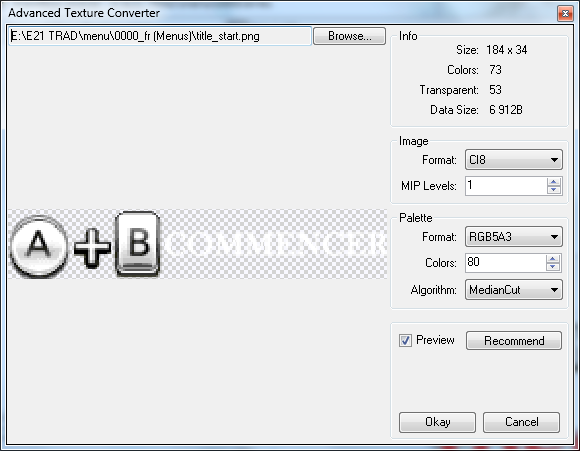 Advanced Texture Converter
E:\E21 TRAD\menu\0000_fr (Menus)\title_start.png
Browse...
A + B COMMENCER
Info
Size: 184 x 34
Colors: 73
Transparent: 53
Data Size: 6 912B
Image
Format: CI8
MIP Levels: 1
Palette
Format: RGB5A3
Colors: 80
Algorithm: MedianCut
Preview
Recommend
Okay
Cancel